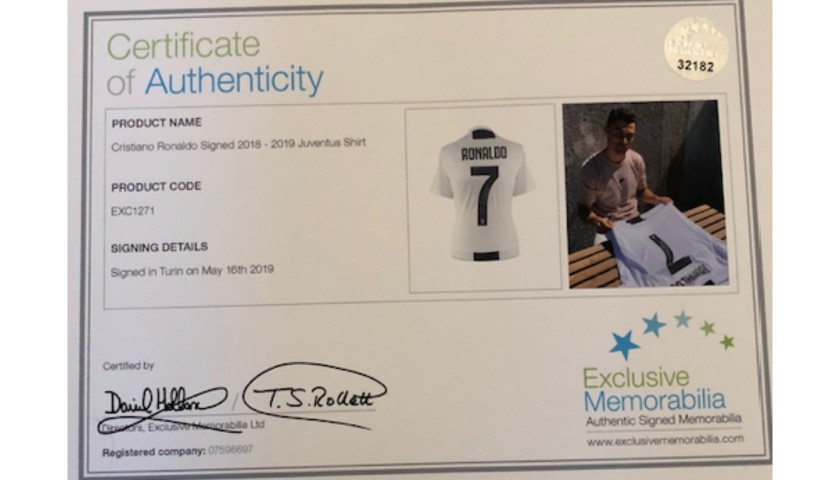 Certificate
of Authenticity
32182
PRODUCT NAME
Cristiano Ronaldo Signed 2018 - 2019 Juventus Shirt
PRODUCT CODE
EXC1271
SIGNING DETAILS
Signed in Turin on May 16th 2019
RONALDO
7
7
Certified by
T.S. Rollett
Directors, Exclusive Memorabilia Ltd
Registered company: 07596697
Exclusive
Memorabilia
Authentic Signed Memorabilia
www.exclusivememorabilia.com